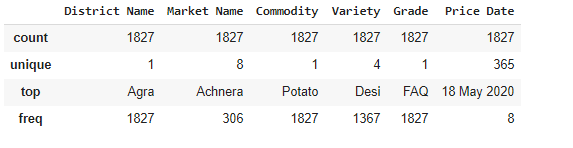 District Name Market Name Commodity Variety Grade Price Date
count 1827 1827 1827 1827 1827 1827
unique 1 8 1 4 1 365
top Agra Achnera Potato Desi FAQ 18 May 2020
freq 1827 306 1827 1367 1827 8